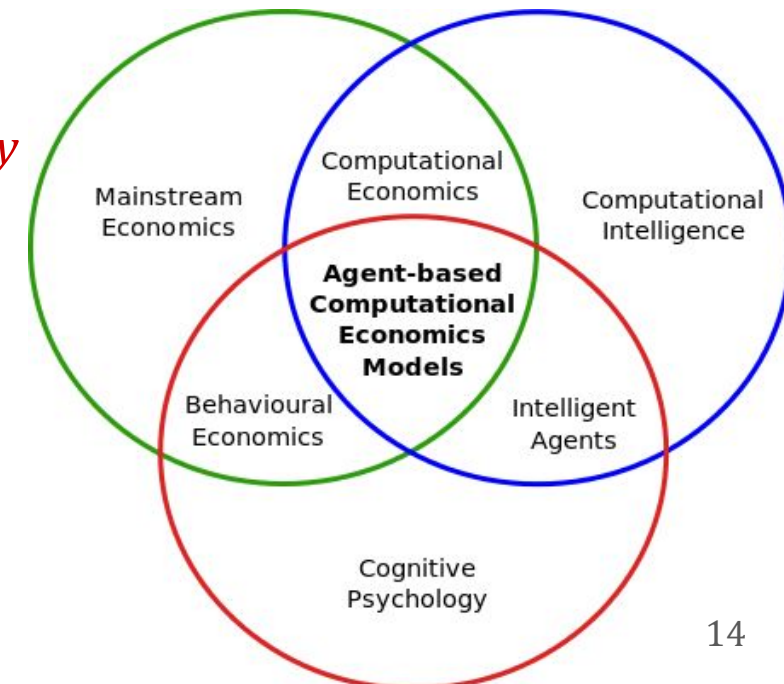 y
Mainstream
Economics
Computational
Economics
Computational
Intelligence
Agent-based
Computational
Economics
Models
Behavioural
Economics
Intelligent
Agents
Cognitive
Psychology
14